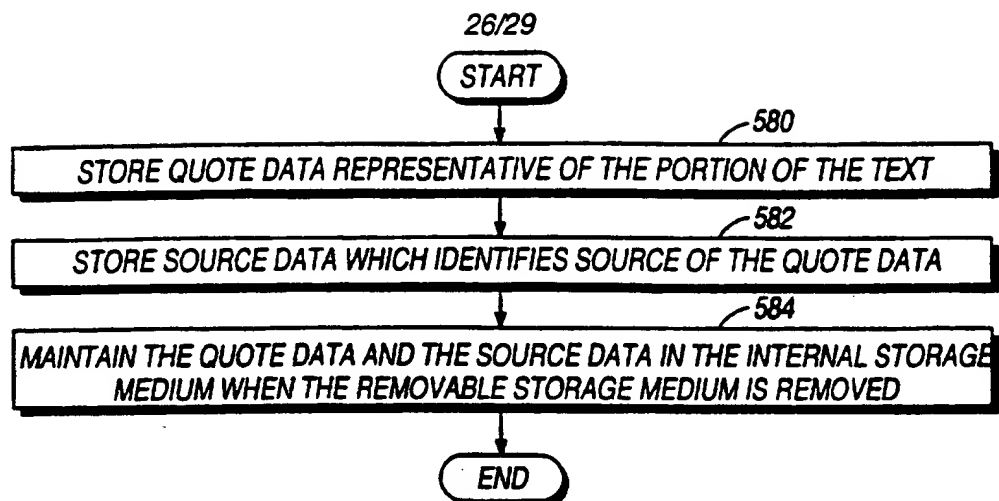 26/29
START
580
STORE QUOTE DATA REPRESENTATIVE OF THE PORTION OF THE TEXT
582
STORE SOURCE DATA WHICH IDENTIFIES SOURCE OF THE QUOTE DATA
584
MAINTAIN THE QUOTE DATA AND THE SOURCE DATA IN THE INTERNAL STORAGE
MEDIUM WHEN THE REMOVABLE STORAGE MEDIUM IS REMOVED
END